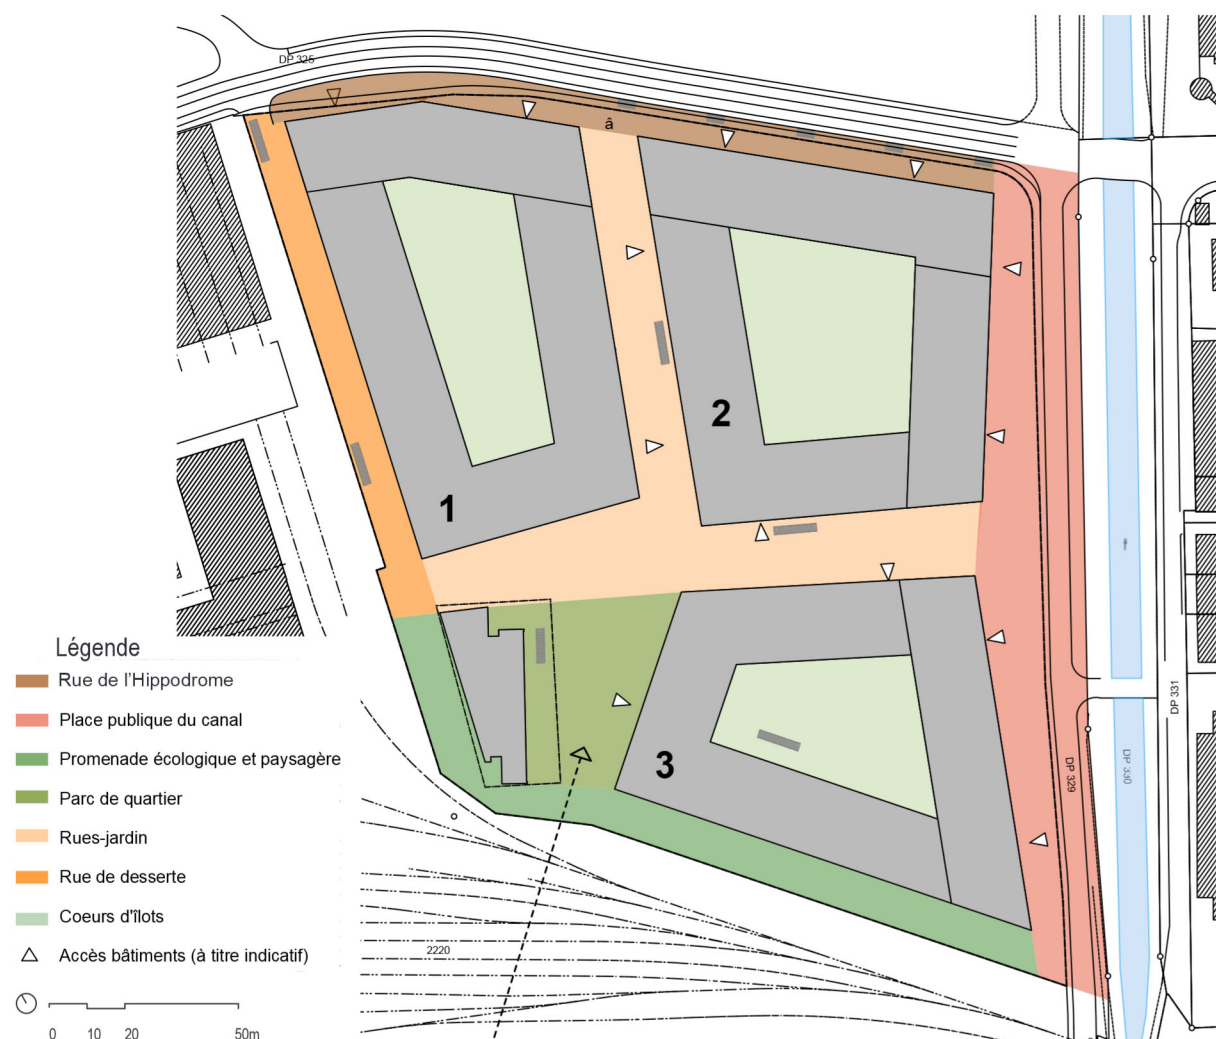 DP 325
â
2
1
3
DP 331
DP 330
DP 329
2220
Légende
Rue de l'Hippodrome
Place publique du canal
Promenade écologique et paysagère
Parc de quartier
Rues-jardin
Rue de desserte
Coeurs d'îlots
Accès bâtiments (à titre indicatif)
0 10 20 50m